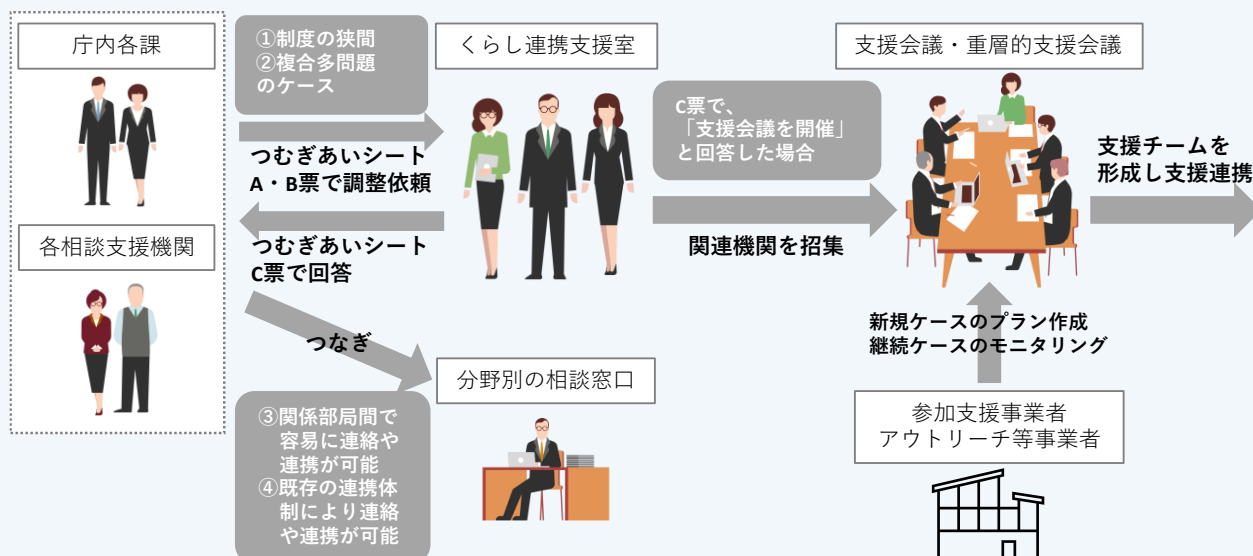 庁内各課
各相談支援機関
①制度の狭間
②複合多問題
のケース
つむぎあいシート
A・B票で調整依頼
つむぎあいシート
C票で回答
つなぎ
③関係部局間で
容易に連絡や
連携が可能
④既存の連携体
制により連絡
や連携が可能
くらし連携支援室
分野別の相談窓口
C票で、
「支援会議を開催」
と回答した場合
関連機関を招集
支援会議・重層的支援会議
新規ケースのプラン作成
継続ケースのモニタリング
参加支援事業者
アウトリーチ等事業者
支援チームを
形成し支援連携